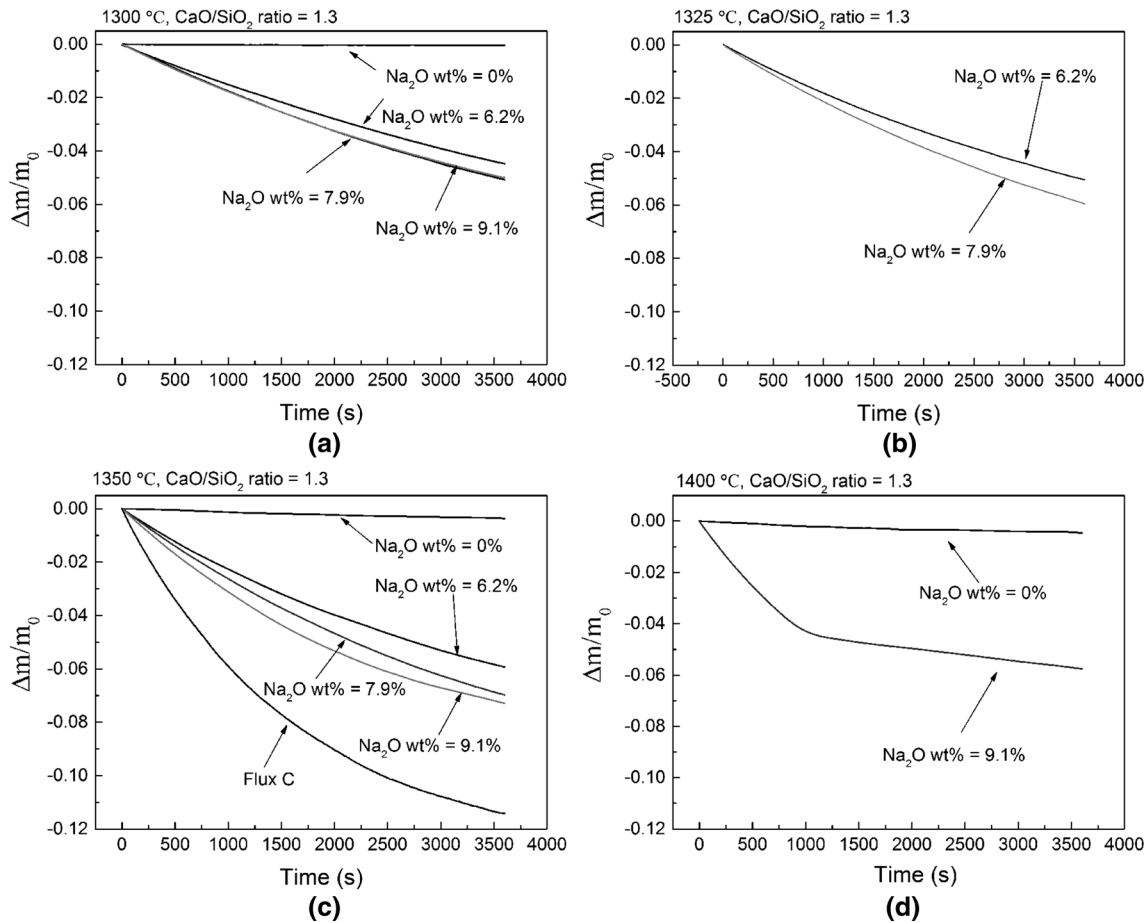 1300 °C, CaO/SiO₂ ratio = 1.3
0.00
-0.02
-0.04
-0.06
-0.08
-0.10
-0.12
Δm/m₀
Na₂O wt% = 0%
Na₂O wt% = 6.2%
Na₂O wt% = 7.9%
Na₂O wt% = 9.1%
0 500 1000 1500 2000 2500 3000 3500 4000
Time (s)
(a)
1325 °C, CaO/SiO₂ ratio = 1.3
0.00
-0.02
-0.04
-0.06
-0.08
-0.10
-0.12
Δm/m₀
Na₂O wt% = 6.2%
Na₂O wt% = 7.9%
-500 0 500 1000 1500 2000 2500 3000 3500 4000
Time (s)
(b)
1350 °C, CaO/SiO₂ ratio = 1.3
0.00
-0.02
-0.04
-0.06
-0.08
-0.10
-0.12
Δm/m₀
Na₂O wt% = 0%
Na₂O wt% = 6.2%
Na₂O wt% = 7.9%
Na₂O wt% = 9.1%
Flux C
0 500 1000 1500 2000 2500 3000 3500 4000
Time (s)
(c)
1400 °C, CaO/SiO₂ ratio = 1.3
0.00
-0.02
-0.04
-0.06
-0.08
-0.10
-0.12
Δm/m₀
Na₂O wt% = 0%
Na₂O wt% = 9.1%
0 500 1000 1500 2000 2500 3000 3500 4000
Time (s)
(d)